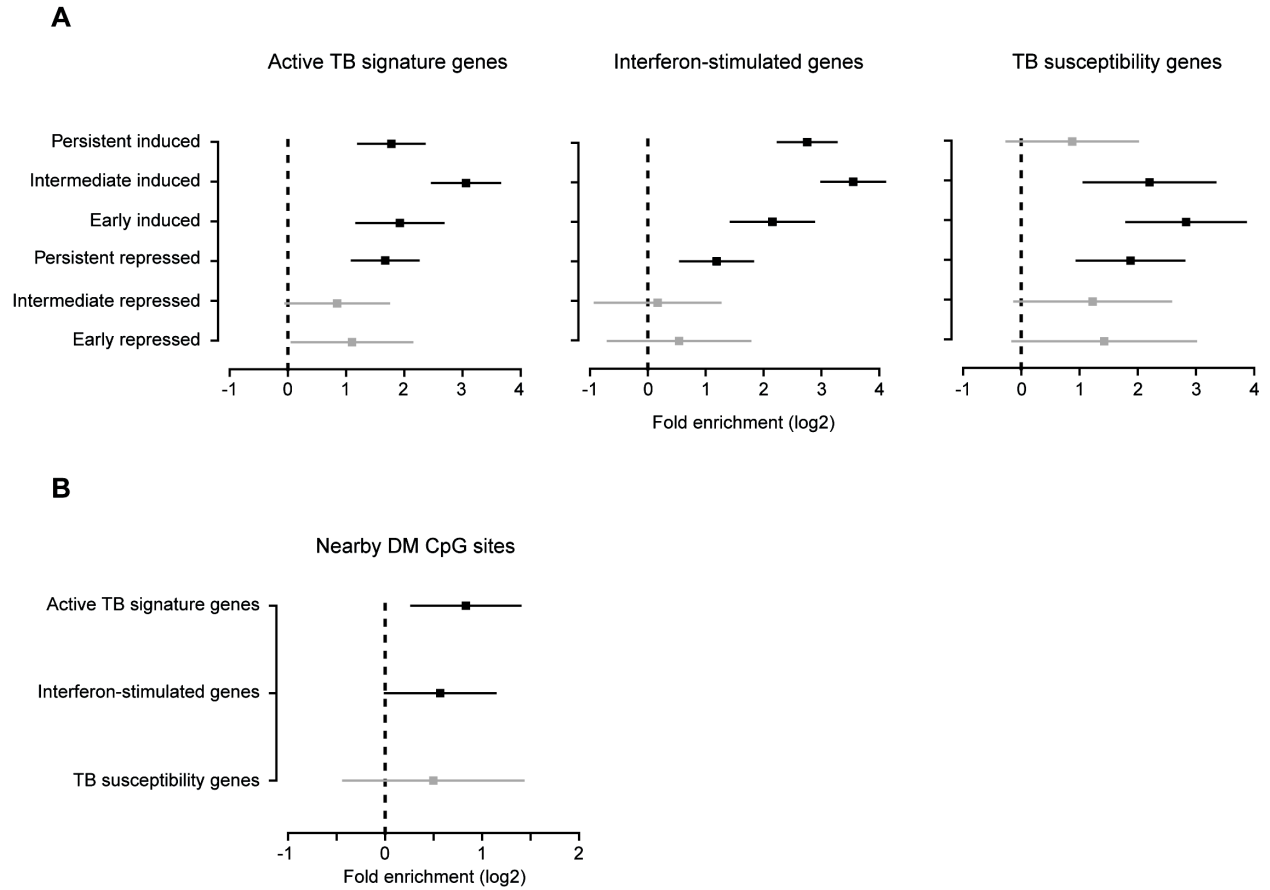 A
Active TB signature genes
Interferon-stimulated genes
TB susceptibility genes
Persistent induced
Intermediate induced
Early induced
Persistent repressed
Intermediate repressed
Early repressed
-1 0 1 2 3 4
-1 0 1 2 3 4
-1 0 1 2 3 4
Fold enrichment (log2)
B
Nearby DM CpG sites
Active TB signature genes
Interferon-stimulated genes
TB susceptibility genes
-1 0 1 2
Fold enrichment (log2)